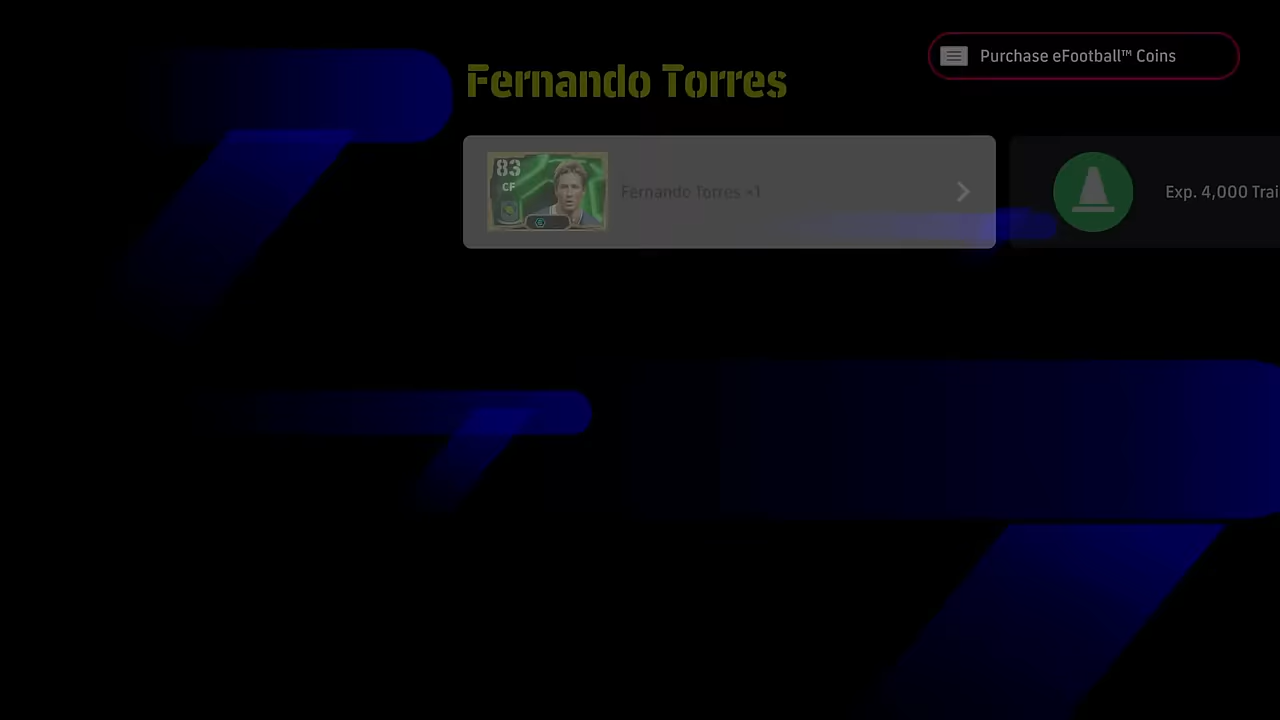 Purchase eFootball™ Coins
Fernando Torres
83
CF
Fernando Torres ×1
Exp. 4,000 Trai